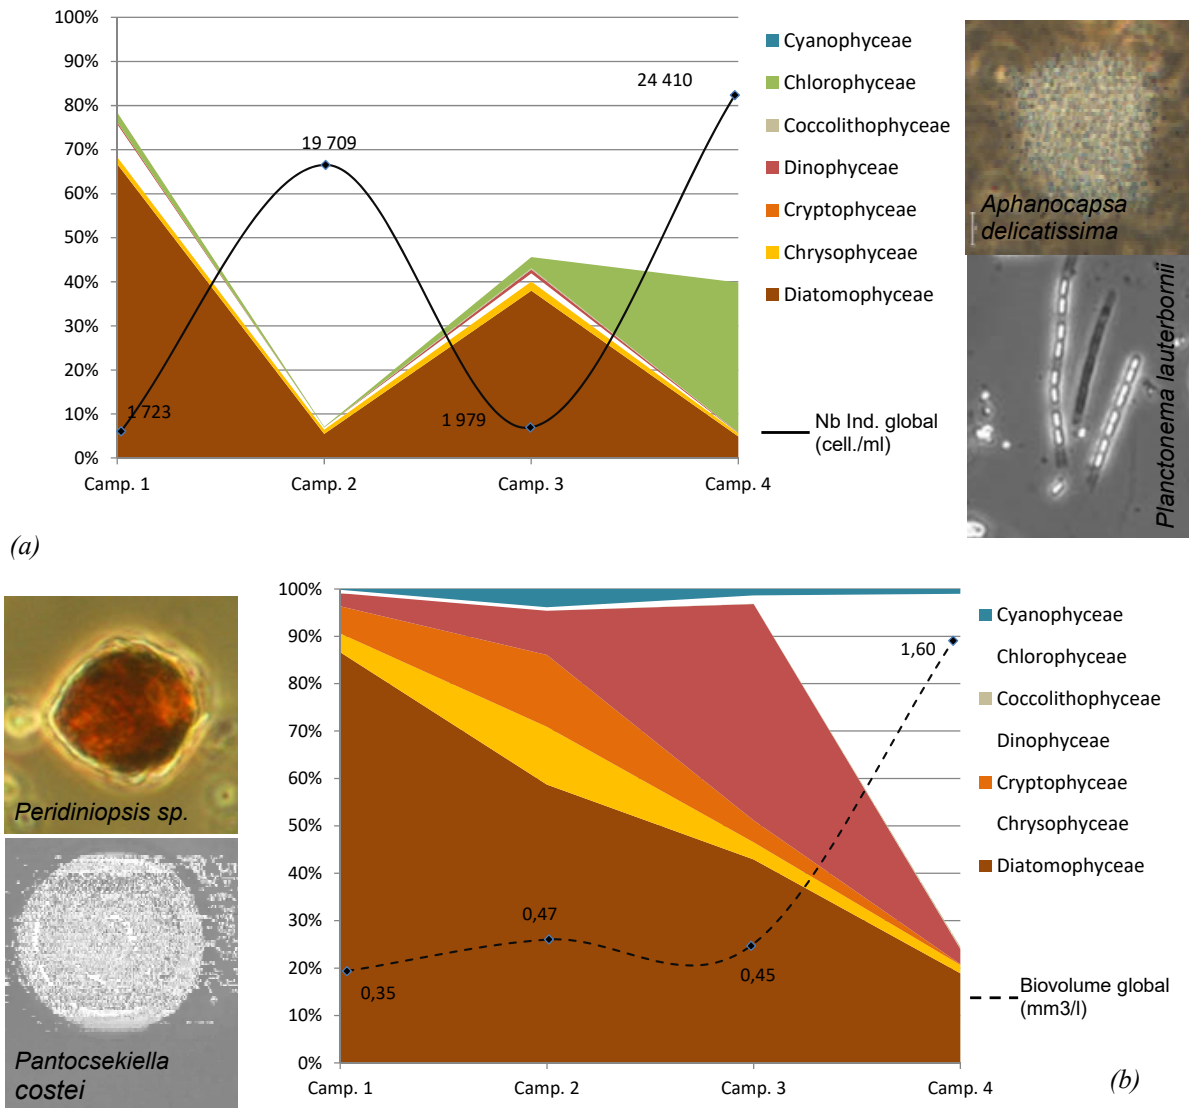 100%
90%
80%
70%
60%
50%
40%
30%
20%
10%
0%
1 723
19 709
1 979
24 410
Camp. 1
Camp. 2
Camp. 3
Camp. 4
Cyanophyceae
Chlorophyceae
Coccolithophyceae
Dinophyceae
Cryptophyceae
Chrysophyceae
Diatomophyceae
Nb Ind. global
(cell./ml)
Aphanocapsa
delicatissima
Planctonema lauterbornii
(a)
Peridiniopsis sp.
Pantocsekiella
costei
100%
90%
80%
70%
60%
50%
40%
30%
20%
10%
0%
0,35
0,47
0,45
1,60
Camp. 1
Camp. 2
Camp. 3
Camp. 4
Cyanophyceae
Chlorophyceae
Coccolithophyceae
Dinophyceae
Cryptophyceae
Chrysophyceae
Diatomophyceae
Biovolume global
(mm3/l)
(b)